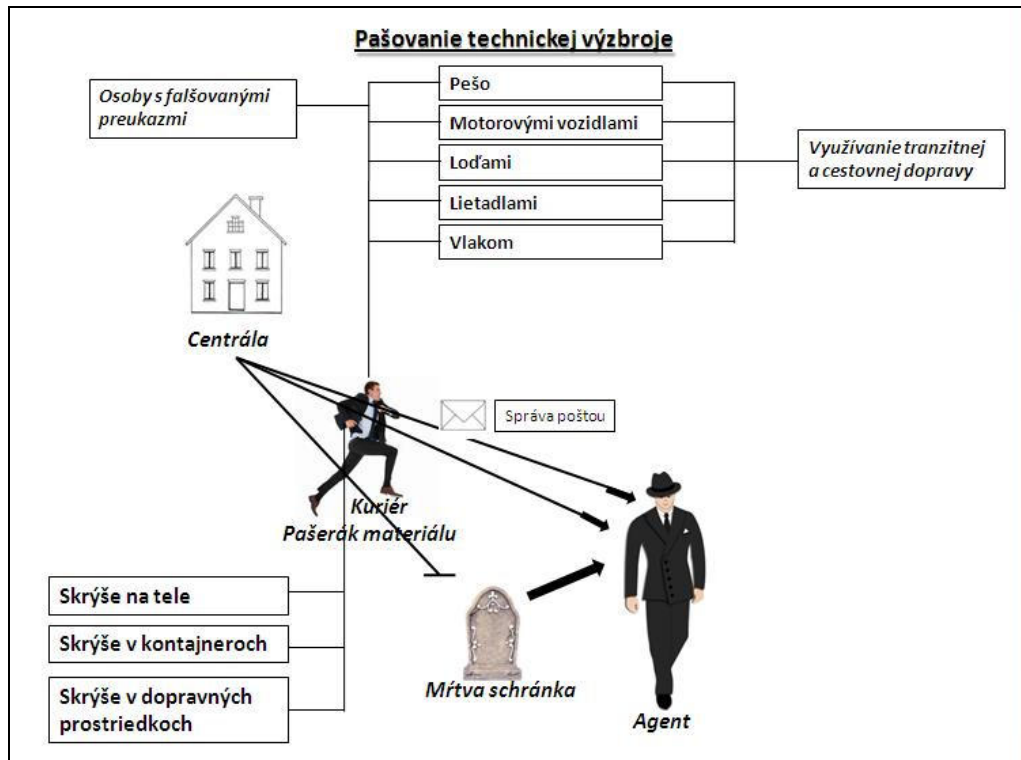 Pašovanie technickej výzbroje
Osoby s falšovanými
preukazmi
Pešo
Motorovými vozidlami
Loďami
Lietadlami
Vlakom
Využívanie tranzitnej
a cestovnej dopravy
Centrála
Správa poštou
Kuriér
Pašerák materiálu
Skrýše na tele
Skrýše v kontajneroch
Skrýše v dopravných
prostriedkoch
Mŕtva schránka
Agent